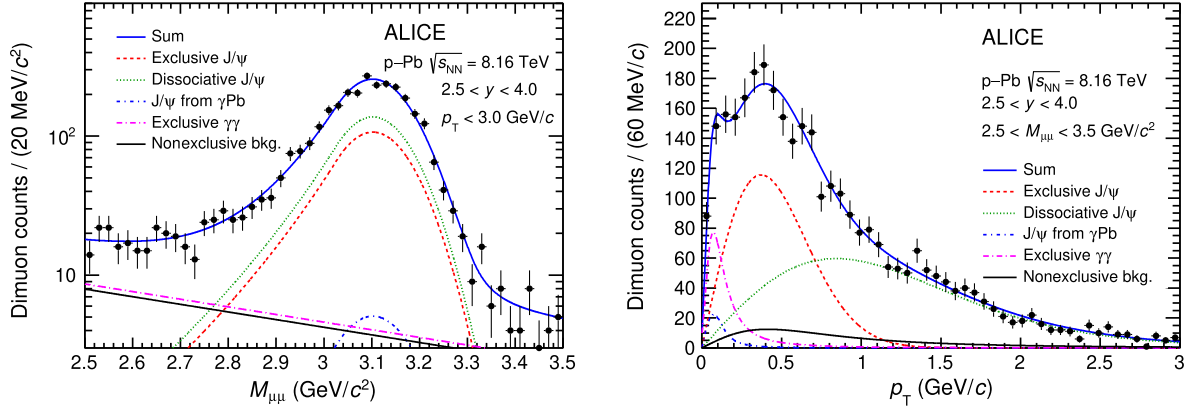 Dimuon counts / (20 MeV/c²)
10²
10
Sum
Exclusive J/ψ
Dissociative J/ψ
J/ψ from γPb
Exclusive γγ
Nonexclusive bkg.
ALICE
p–Pb √sNN = 8.16 TeV
2.5 < y < 4.0
pT < 3.0 GeV/c
2.5 2.6 2.7 2.8 2.9 3 3.1 3.2 3.3 3.4 3.5
Mμμ (GeV/c²)
Dimuon counts / (60 MeV/c)
220
200
180
160
140
120
100
80
60
40
20
0
ALICE
p–Pb √sNN = 8.16 TeV
2.5 < y < 4.0
2.5 < Mμμ < 3.5 GeV/c²
Sum
Exclusive J/ψ
Dissociative J/ψ
J/ψ from γPb
Exclusive γγ
Nonexclusive bkg.
0 0.5 1 1.5 2 2.5 3
pT (GeV/c)